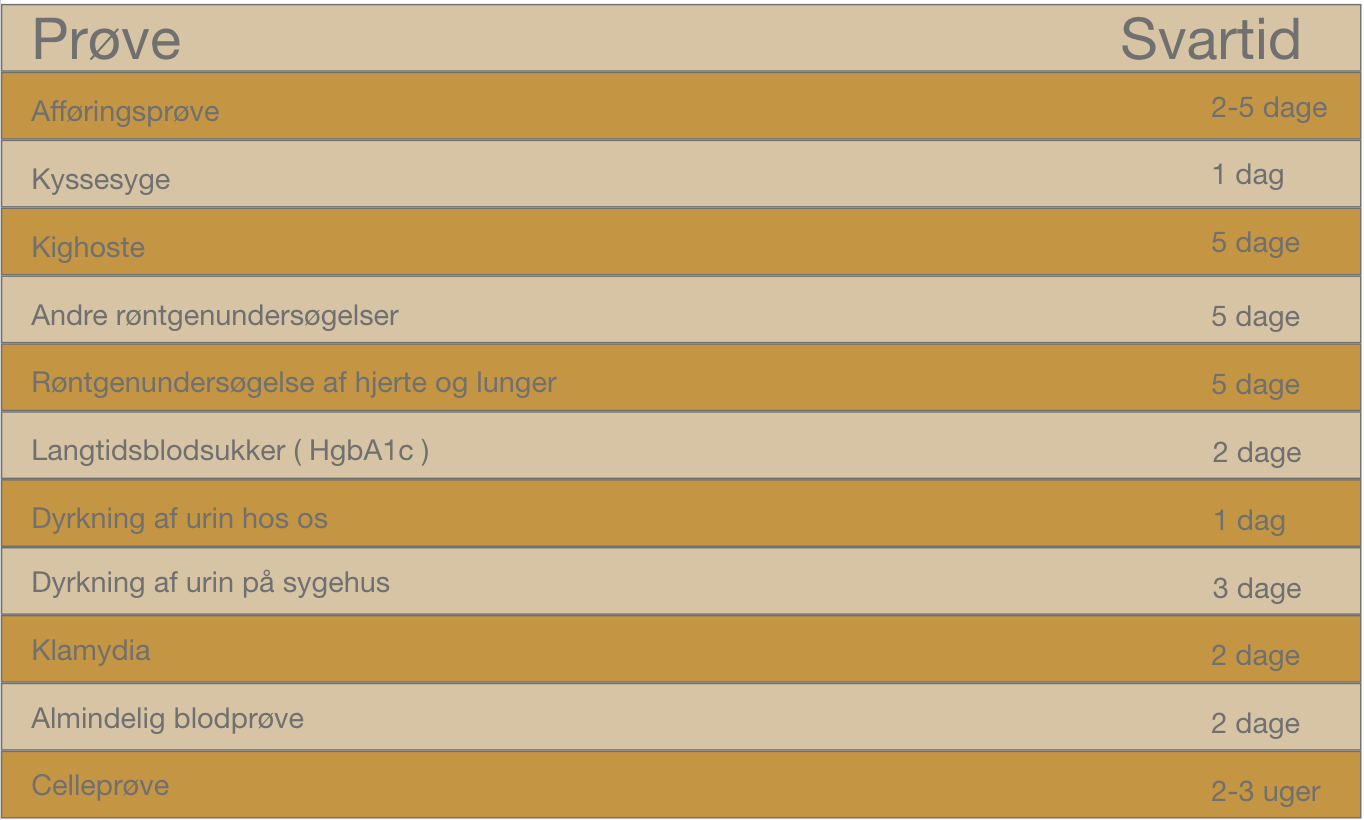 Prøve Svartid
Afføringsprøve 2-5 dage
Kyssesyge 1 dag
Kighoste 5 dage
Andre røntgenundersøgelser 5 dage
Røntgenundersøgelse af hjerte og lunger 5 dage
Langtidsblodsukker ( HgbA1c ) 2 dage
Dyrkning af urin hos os 1 dag
Dyrkning af urin på sygehus 3 dage
Klamydia 2 dage
Almindelig blodprøve 2 dage
Celleprøve 2-3 uger